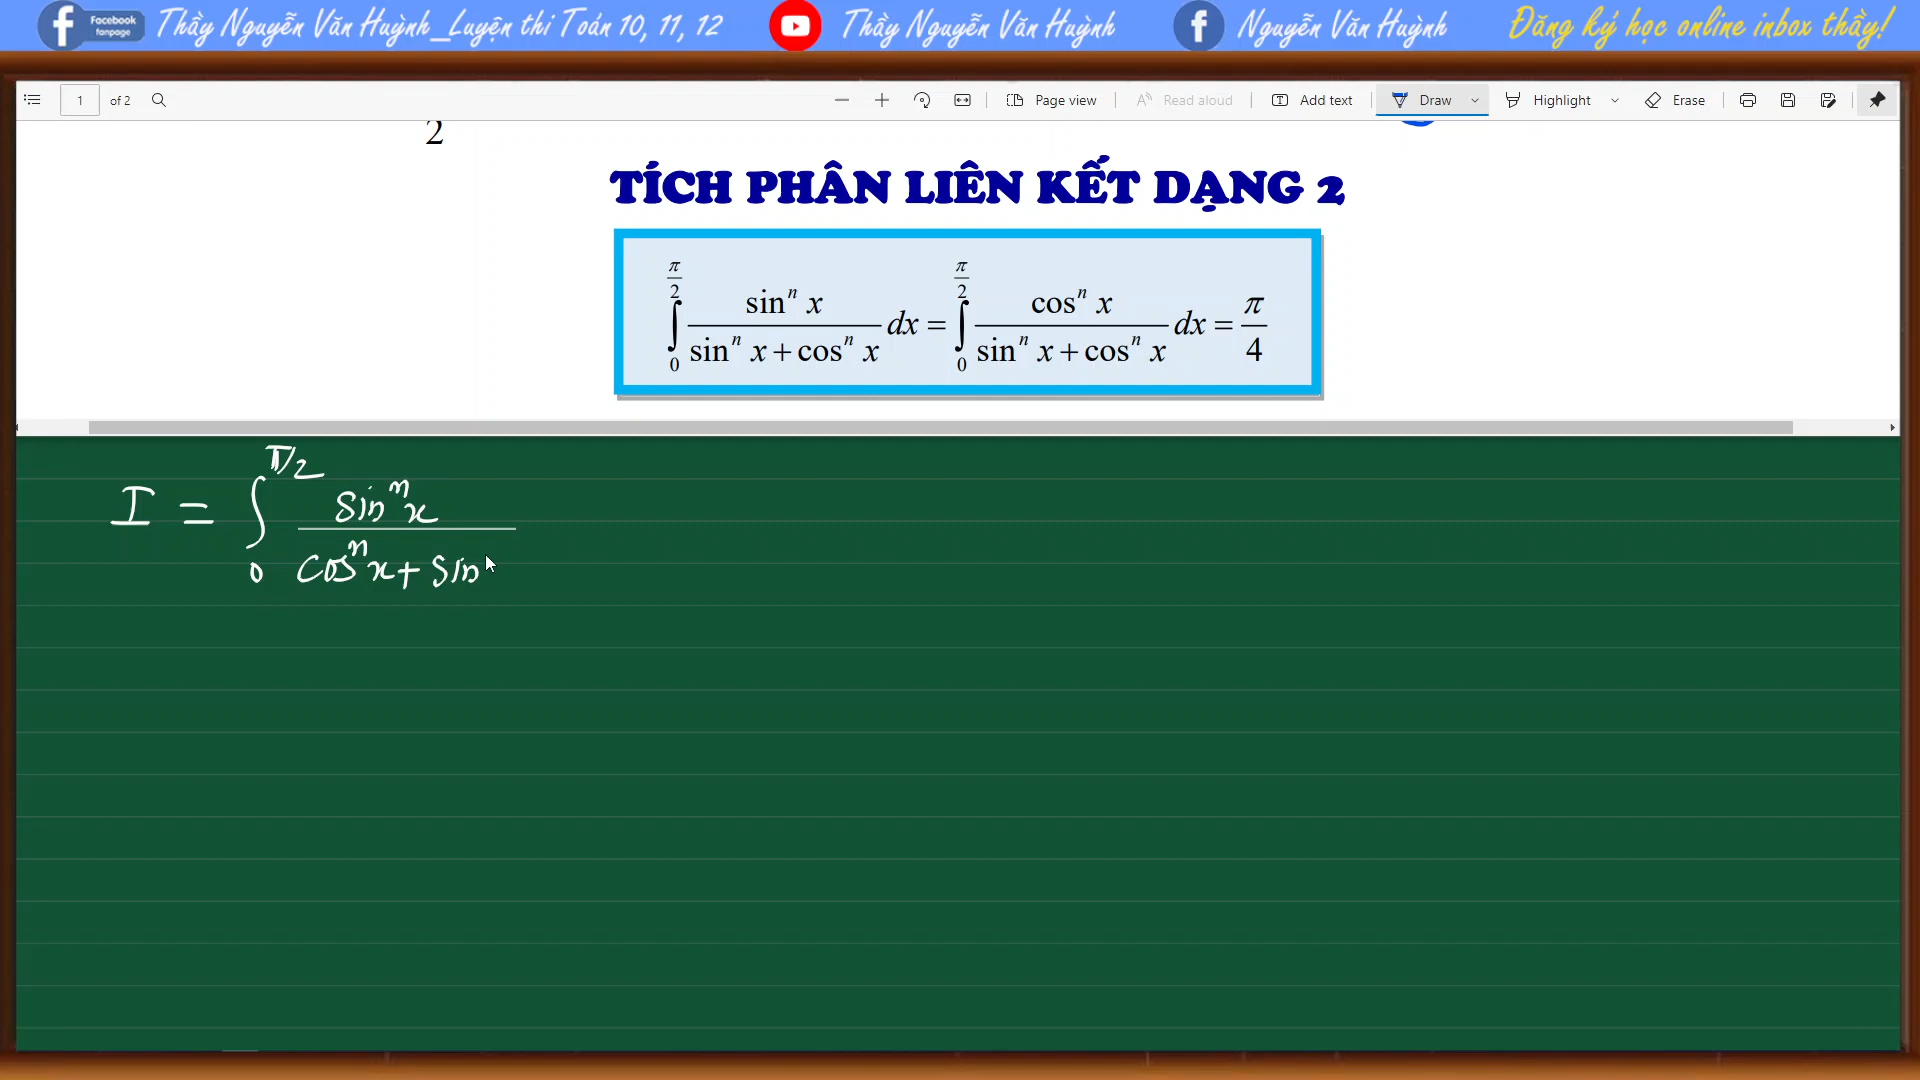 Facebook fanpage Thầy Nguyễn Văn Huỳnh_Luyện thi Toán 10, 11, 12 Thầy Nguyễn Văn Huỳnh f Nguyễn Văn Huỳnh Đăng ký học online inbox thầy!
1 of 2 Page view Read aloud Add text Draw Highlight Erase
2
TÍCH PHÂN LIÊN KẾT DẠNG 2
∫₀^(π/2) sinⁿ x / (sinⁿ x + cosⁿ x) dx = ∫₀^(π/2) cosⁿ x / (sinⁿ x + cosⁿ x) dx = π/4
I = ∫₀^(π/2) sinⁿx / (cosⁿx + sin